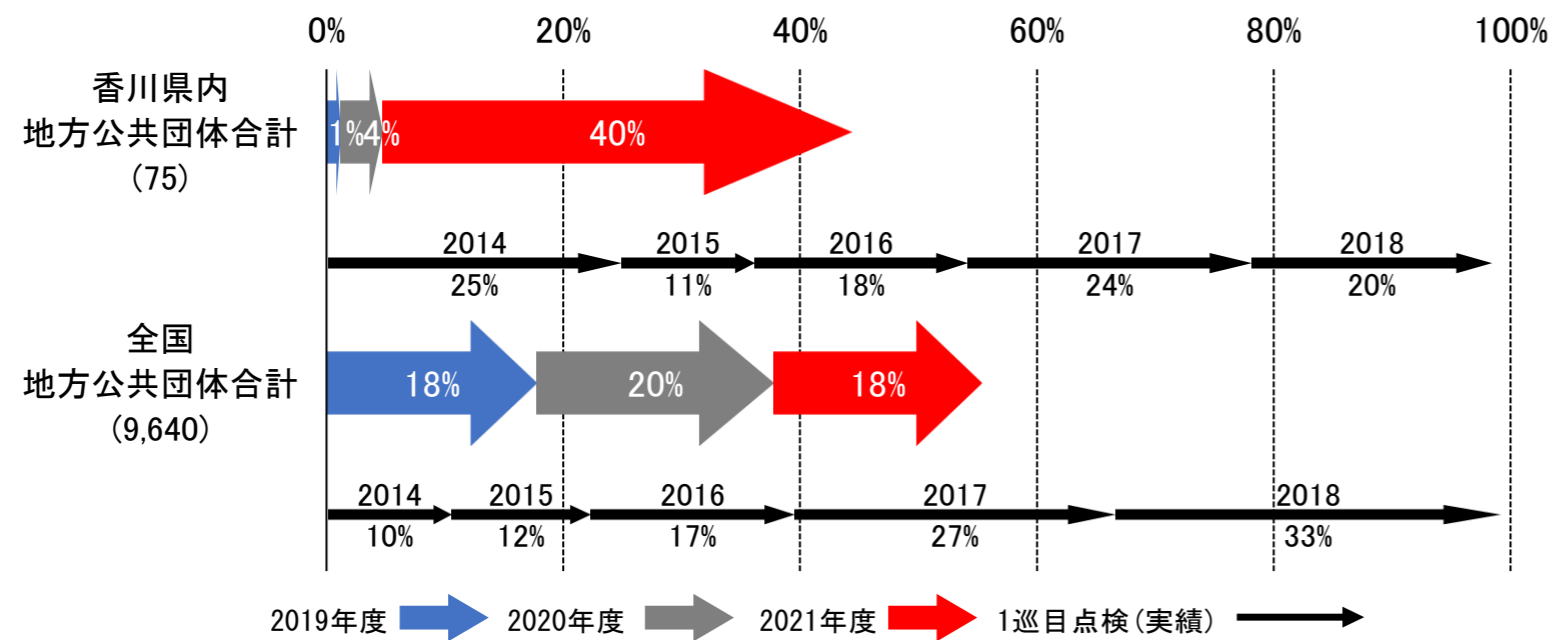 0% 20% 40% 60% 80% 100%
香川県内
地方公共団体合計
(75)
1% 4% 40%
2014 2015 2016 2017 2018
25% 11% 18% 24% 20%
全国
地方公共団体合計
(9,640)
18% 20% 18%
2014 2015 2016 2017 2018
10% 12% 17% 27% 33%
2019年度 2020年度 2021年度 1巡目点検(実績)